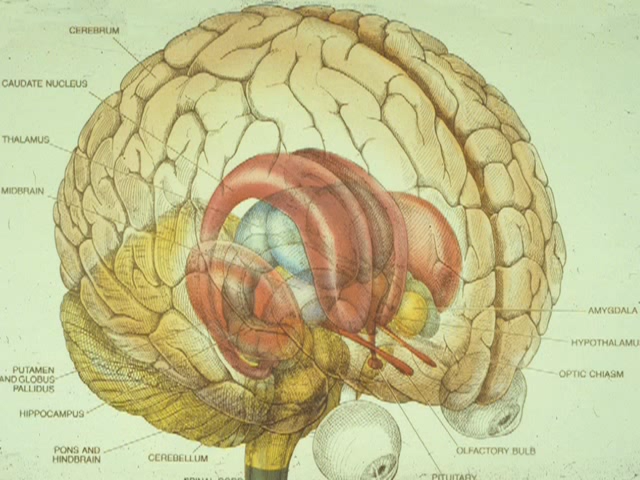 CEREBRUM
CAUDATE NUCLEUS
THALAMUS
MIDBRAIN
AMYGDALA
HYPOTHALAMU
OPTIC CHIASM
PUTAMEN
AND GLOBUS
PALLIDUS
HIPPOCAMPUS
PONS AND
HINDBRAIN
CEREBELLUM
OLFACTORY BULB
PITUITARY